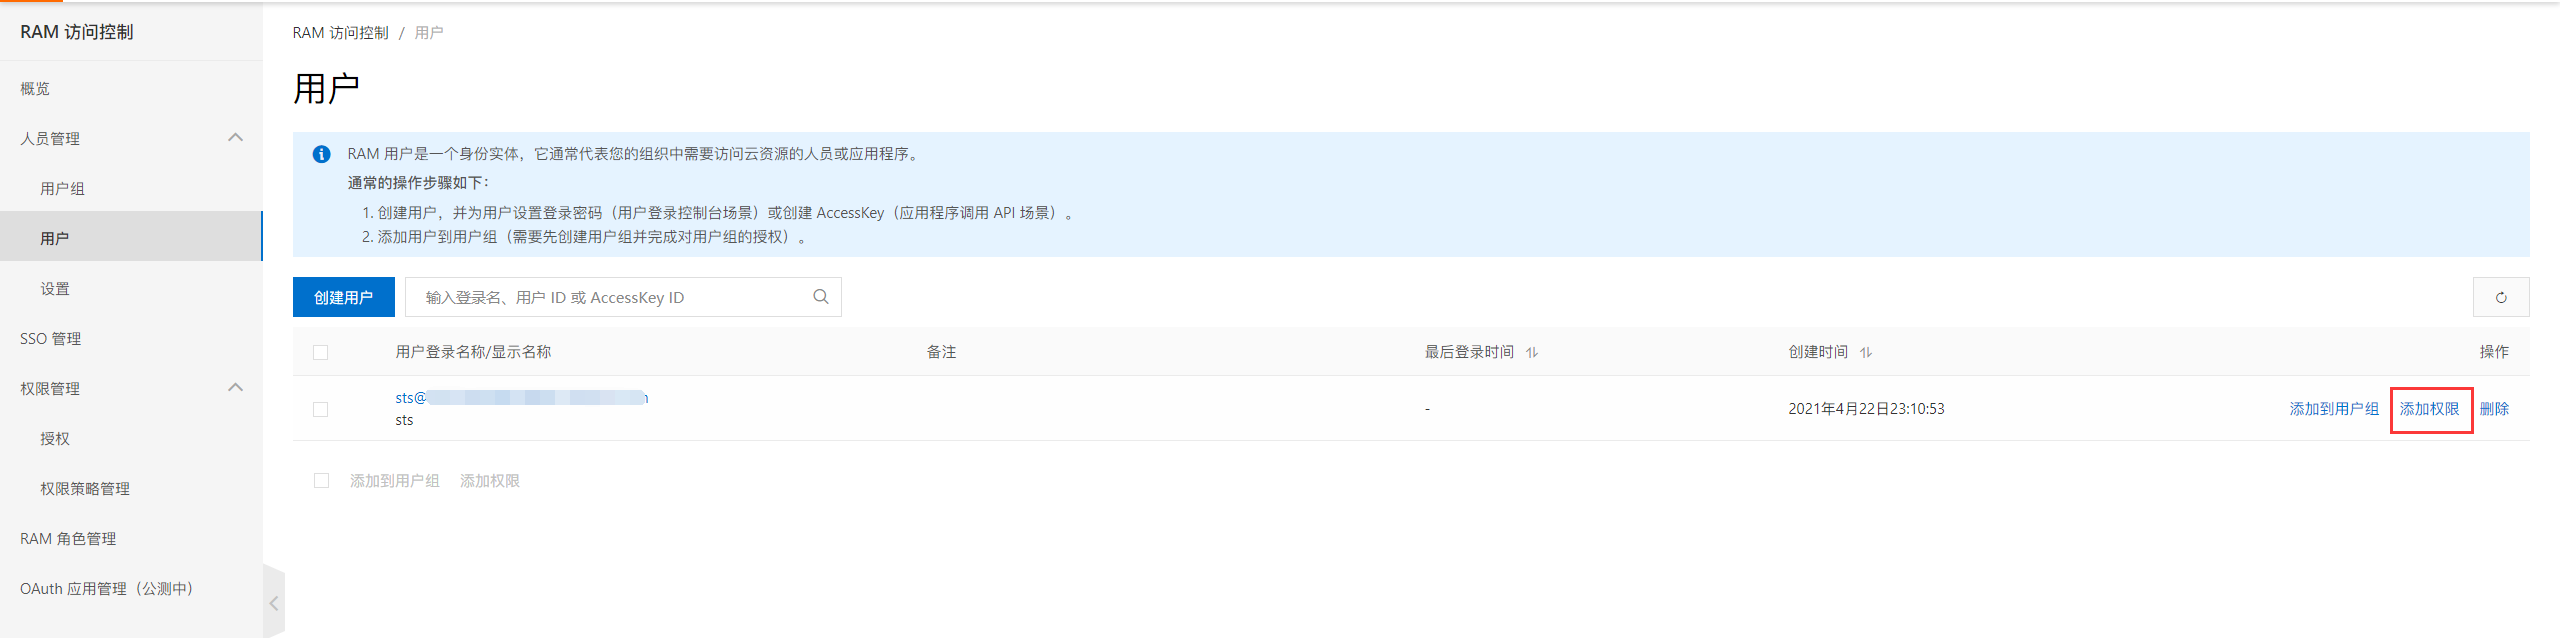 RAM 访问控制
概览
人员管理
用户组
用户
设置
SSO 管理
权限管理
授权
权限策略管理
RAM 角色管理
OAuth 应用管理（公测中）
RAM 访问控制 / 用户
用户
RAM 用户是一个身份实体，它通常代表您的组织中需要访问云资源的人员或应用程序。
通常的操作步骤如下：
1. 创建用户，并为用户设置登录密码（用户登录控制台场景）或创建 AccessKey（应用程序调用 API 场景）。
2. 添加用户到用户组（需要先创建用户组并完成对用户组的授权）。
创建用户 输入登录名、用户 ID 或 AccessKey ID
用户登录名称/显示名称 备注 最后登录时间 创建时间 操作
sts@
sts
- 2021年4月22日23:10:53 添加到用户组 添加权限 删除
添加到用户组 添加权限